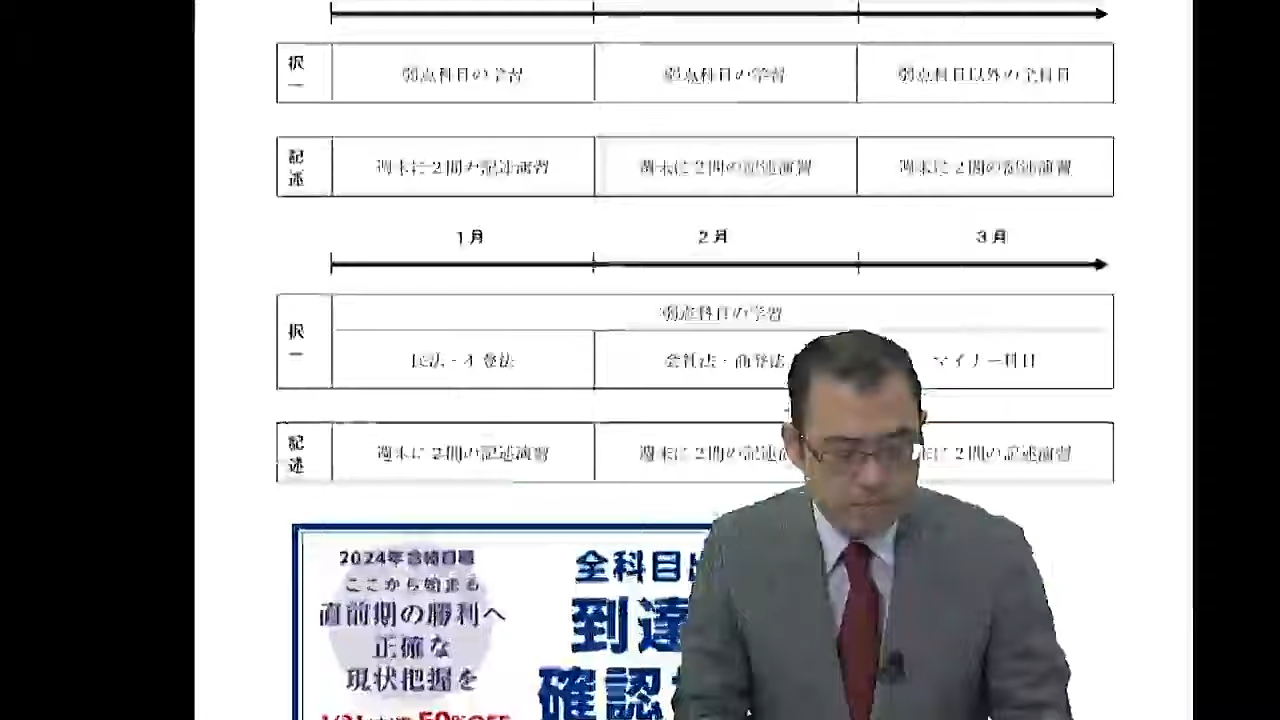 択一
弱点科目の学習
弱点科目の学習
弱点科目以外の全科目
記述
週末に2問の記述演習
週末に2問の記述演習
週末に2問の記述演習
1月
2月
3月
択一
弱点科目の学習
民法・不登法
会社法・商登法
マイナー科目
記述
週末に2問の記述演習
週末に2問の記述
末に2問の記述演習
2024年合格目標
ここから始まる
直前期の勝利へ
正確な
現状把握を
50%OFF
全科目
到達
確認